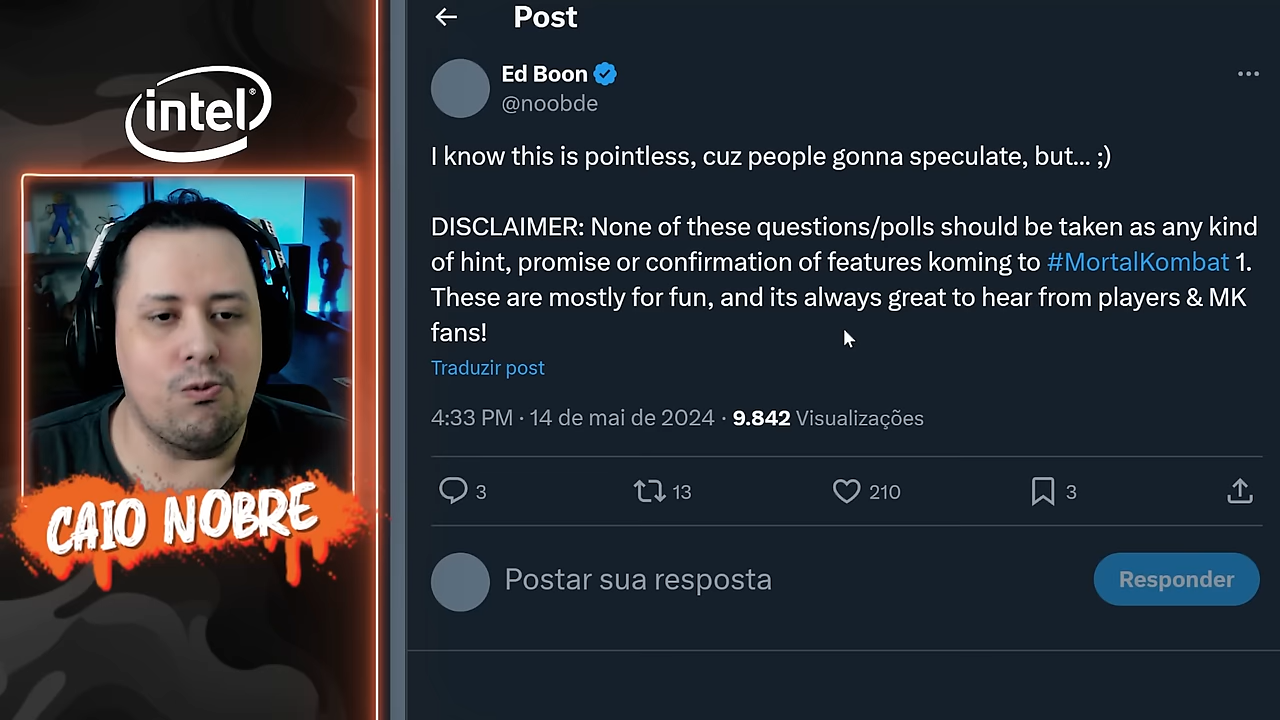 intel®
CAIO NOBRE
Post
Ed Boon
@noobde
I know this is pointless, cuz people gonna speculate, but... ;)
DISCLAIMER: None of these questions/polls should be taken as any kind
of hint, promise or confirmation of features koming to #MortalKombat 1.
These are mostly for fun, and its always great to hear from players & MK
fans!
Traduzir post
4:33 PM · 14 de mai de 2024 · 9.842 Visualizações
3 13 210 3
Postar sua resposta
Responder